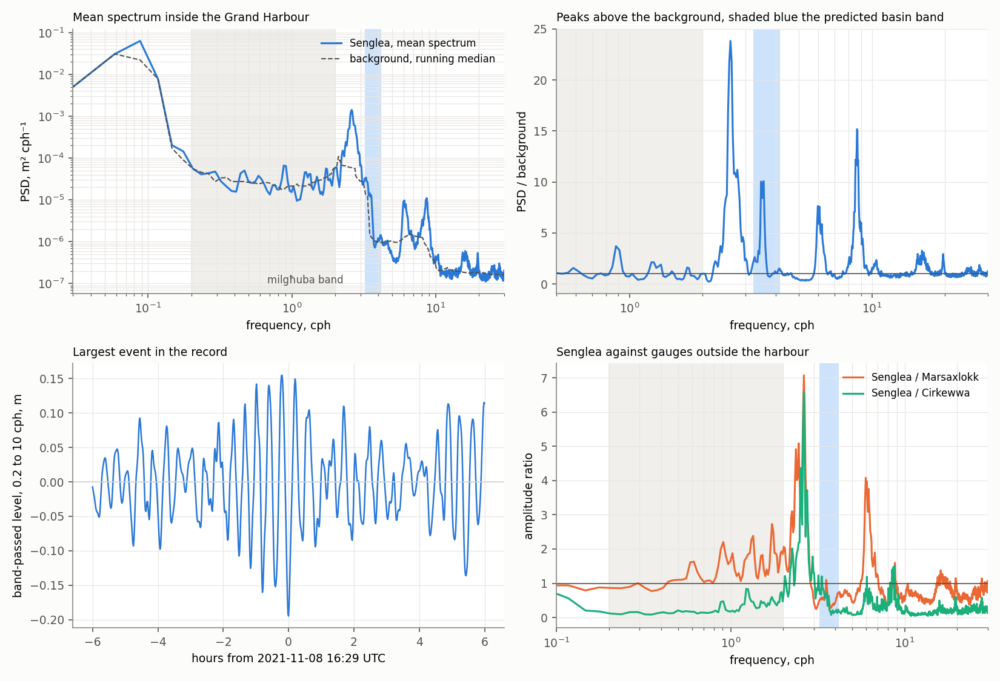 Mean spectrum inside the Grand Harbour
10⁻¹
10⁻²
10⁻³
10⁻⁴
10⁻⁵
10⁻⁶
10⁻⁷
PSD, m² cph⁻¹
Senglea, mean spectrum
background, running median
milgħuba band
10⁻¹ 10⁰ 10¹
frequency, cph
Peaks above the background, shaded blue the predicted basin band
25
20
15
10
5
0
PSD / background
10⁰ 10¹
frequency, cph
Largest event in the record
0.15
0.10
0.05
0.00
−0.05
−0.10
−0.15
−0.20
band-passed level, 0.2 to 10 cph, m
−6 −4 −2 0 2 4 6
hours from 2021-11-08 16:29 UTC
Senglea against gauges outside the harbour
7
6
5
4
3
2
1
0
amplitude ratio
Senglea / Marsaxlokk
Senglea / Cirkewwa
10⁻¹ 10⁰ 10¹
frequency, cph